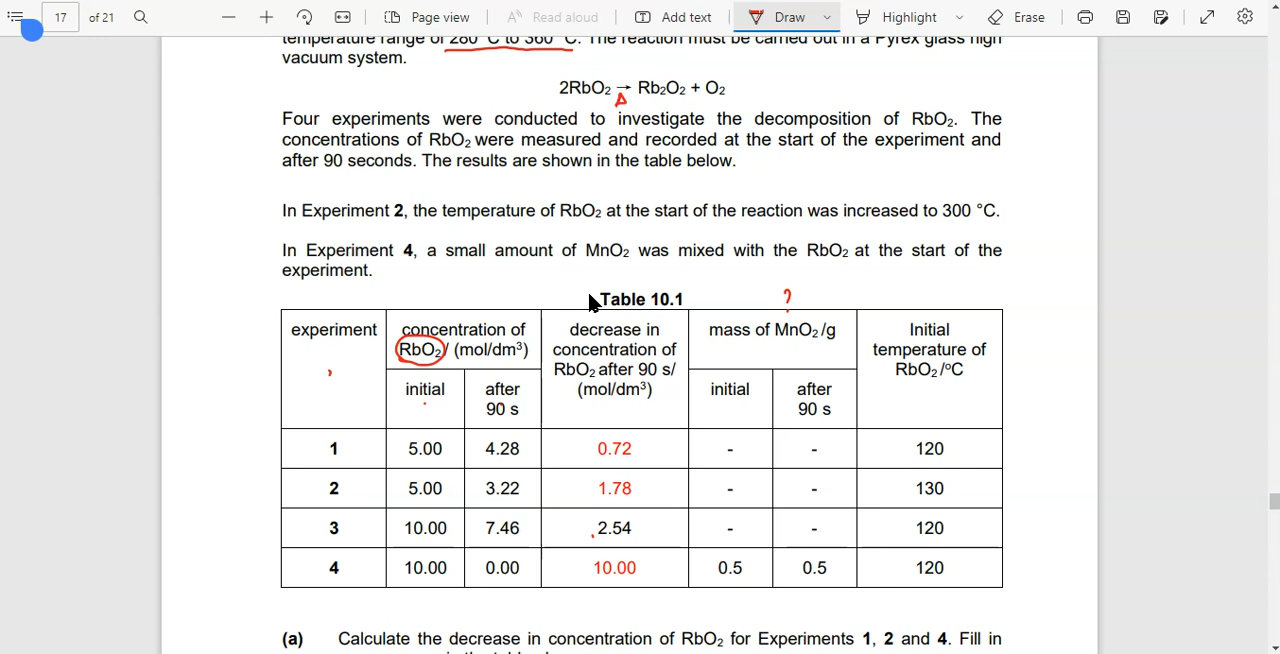 17 of 21 Page view Read aloud Add text Draw Highlight Erase
temperature range of 280 °C to 360 °C. The reaction must be carried out in a Pyrex glass high
vacuum system.
2RbO₂ → Rb₂O₂ + O₂
Δ
Four experiments were conducted to investigate the decomposition of RbO₂. The
concentrations of RbO₂ were measured and recorded at the start of the experiment and
after 90 seconds. The results are shown in the table below.
In Experiment 2, the temperature of RbO₂ at the start of the reaction was increased to 300 °C.
In Experiment 4, a small amount of MnO₂ was mixed with the RbO₂ at the start of the
experiment.
Table 10.1 ?
experiment concentration of decrease in mass of MnO₂/g Initial
RbO₂/ (mol/dm³) concentration of temperature of
RbO₂ after 90 s/ RbO₂/ºC
initial after (mol/dm³) initial after
90 s 90 s
1 5.00 4.28 0.72 - - 120
2 5.00 3.22 1.78 - - 130
3 10.00 7.46 2.54 - - 120
4 10.00 0.00 10.00 0.5 0.5 120
(a) Calculate the decrease in concentration of RbO₂ for Experiments 1, 2 and 4. Fill in